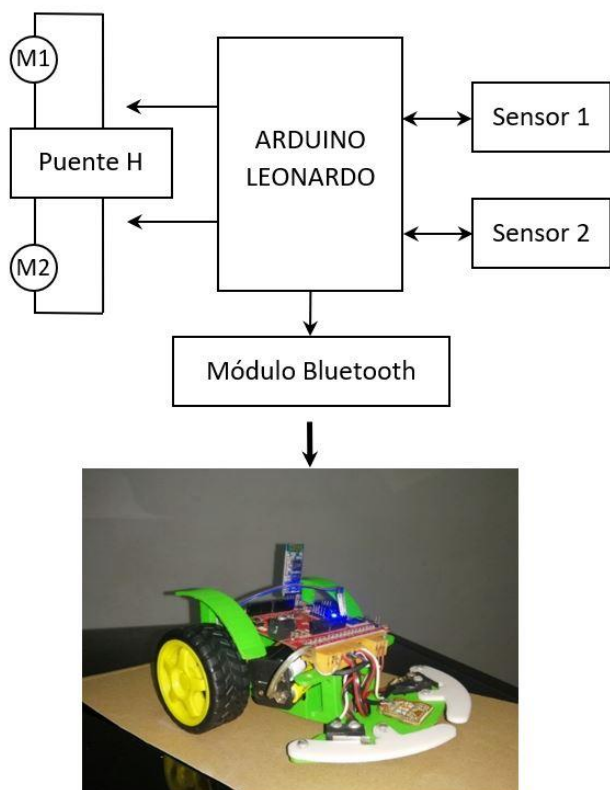 M1
Puente H
M2
ARDUINO
LEONARDO
Sensor 1
Sensor 2
Módulo Bluetooth